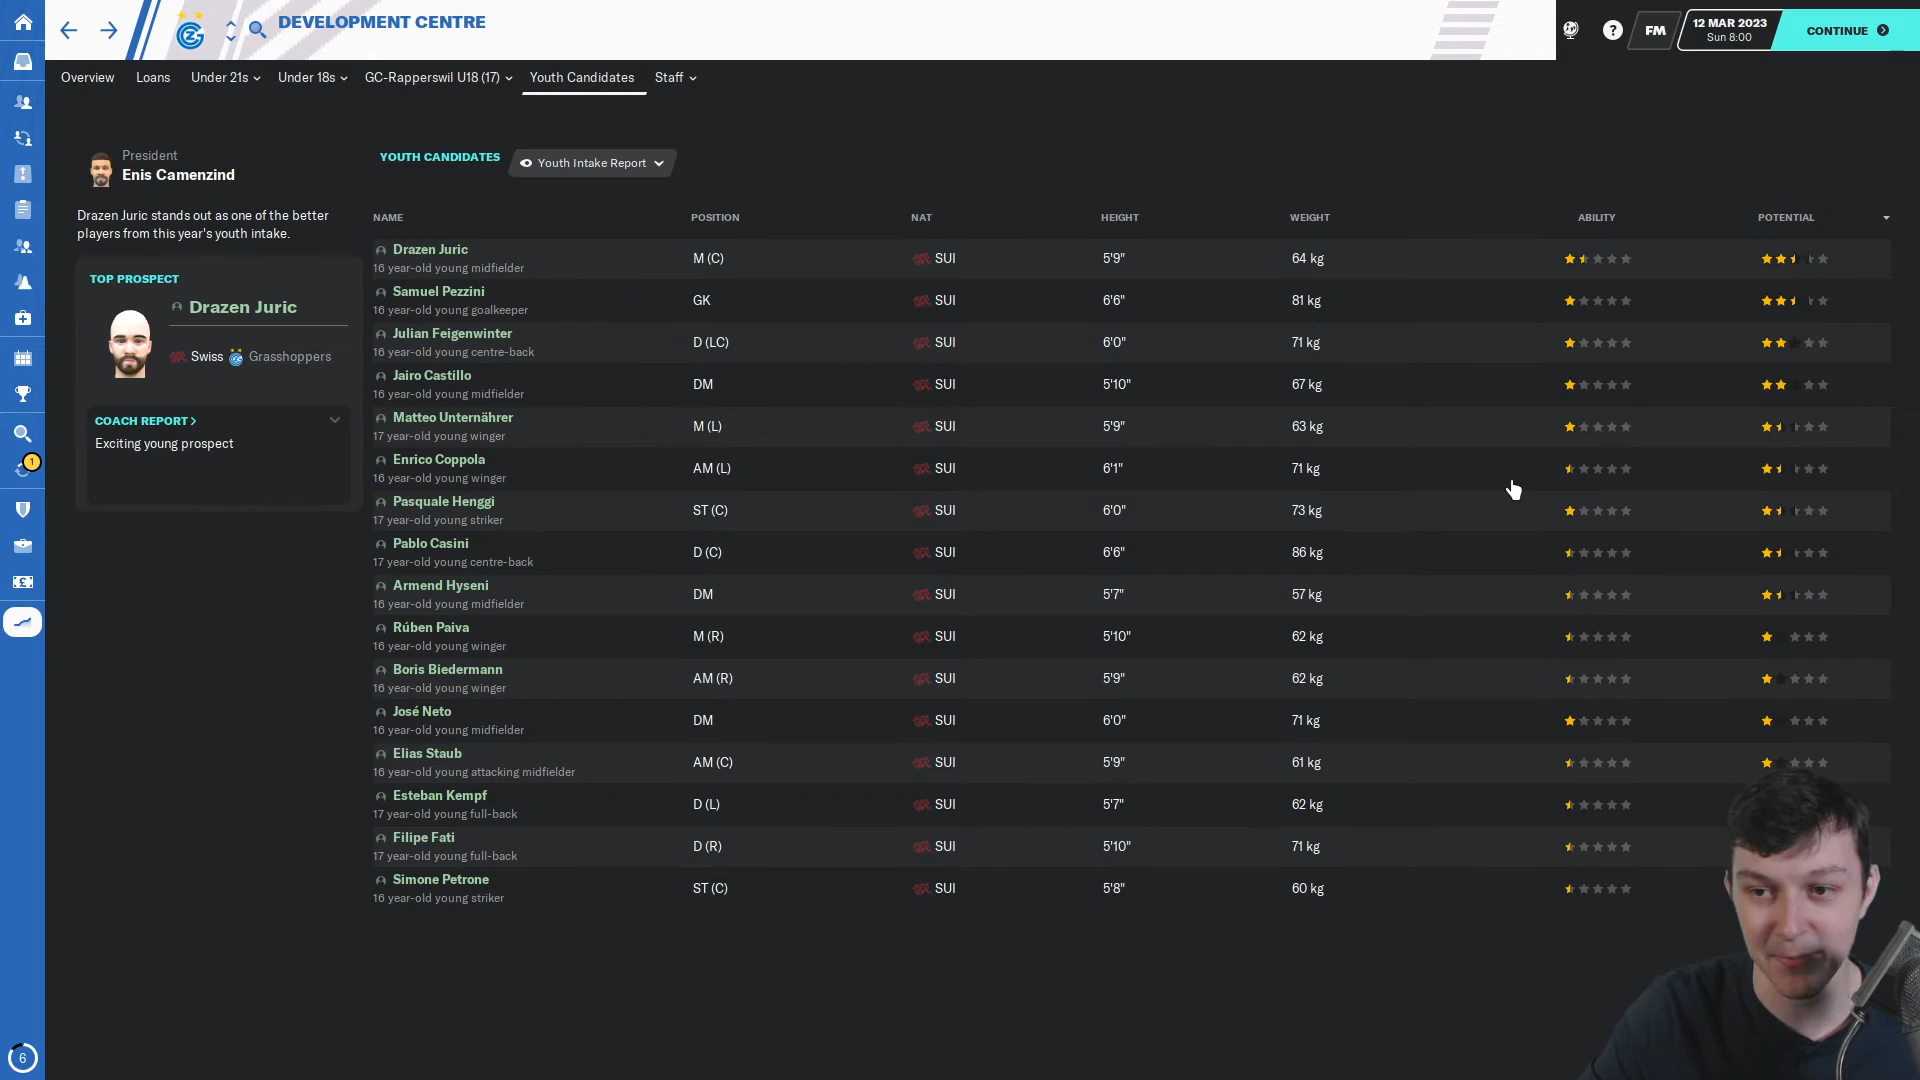 DEVELOPMENT CENTRE
FM
12 MAR 2023
Sun 8:00
CONTINUE
Overview Loans Under 21s Under 18s GC-Rapperswil U18 (17) Youth Candidates Staff
President
Enis Camenzind
Drazen Juric stands out as one of the better
players from this year's youth intake.
TOP PROSPECT
Drazen Juric
Swiss Grasshoppers
COACH REPORT >
Exciting young prospect
YOUTH CANDIDATES Youth Intake Report
NAME POSITION NAT HEIGHT WEIGHT ABILITY POTENTIAL
Drazen Juric M (C) SUI 5'9" 64 kg
16 year-old young midfielder
Samuel Pezzini GK SUI 6'6" 81 kg
16 year-old young goalkeeper
Julian Feigenwinter D (LC) SUI 6'0" 71 kg
16 year-old young centre-back
Jairo Castillo DM SUI 5'10" 67 kg
16 year-old young midfielder
Matteo Unternährer M (L) SUI 5'9" 63 kg
17 year-old young winger
Enrico Coppola AM (L) SUI 6'1" 71 kg
16 year-old young winger
Pasquale Henggi ST (C) SUI 6'0" 73 kg
17 year-old young striker
Pablo Casini D (C) SUI 6'6" 86 kg
17 year-old young centre-back
Armend Hyseni DM SUI 5'7" 57 kg
16 year-old young midfielder
Rúben Paiva M (R) SUI 5'10" 62 kg
16 year-old young winger
Boris Biedermann AM (R) SUI 5'9" 62 kg
16 year-old young winger
José Neto DM SUI 6'0" 71 kg
16 year-old young midfielder
Elias Staub AM (C) SUI 5'9" 61 kg
16 year-old young attacking midfielder
Esteban Kempf D (L) SUI 5'7" 62 kg
17 year-old young full-back
Filipe Fati D (R) SUI 5'10" 71 kg
17 year-old young full-back
Simone Petrone ST (C) SUI 5'8" 60 kg
16 year-old young striker
1
6